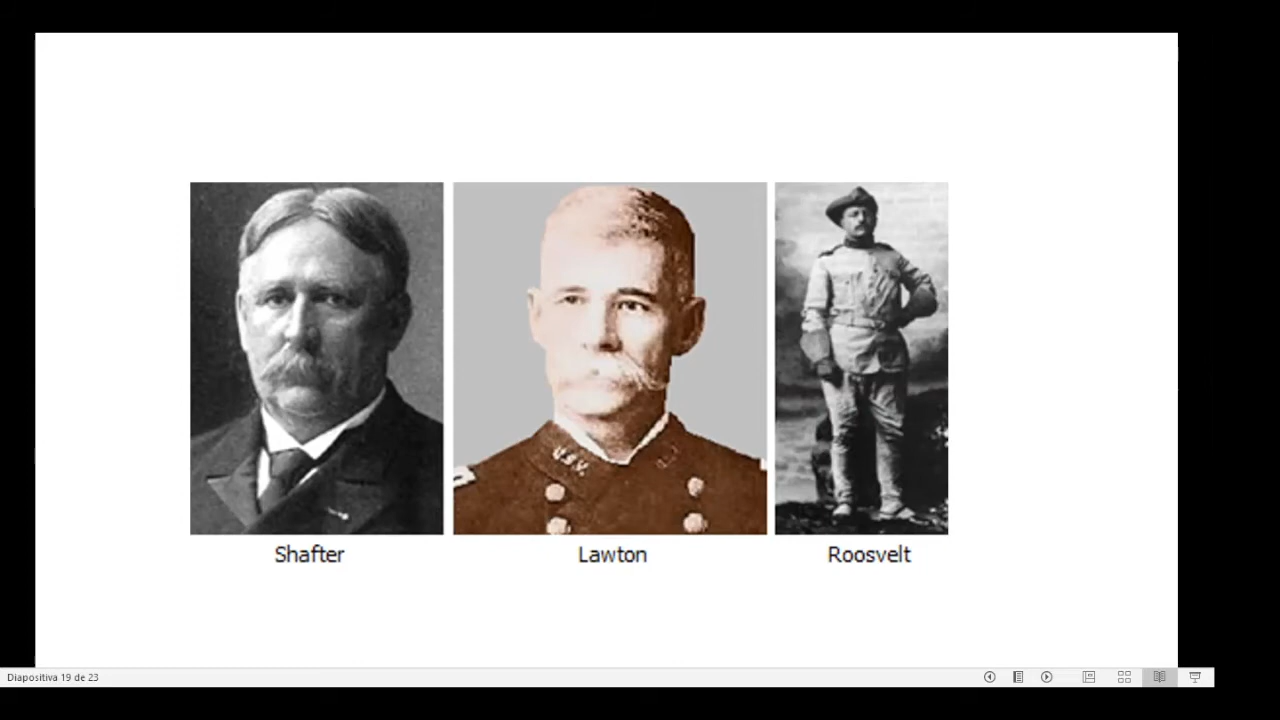 U.S.V.
Shafter
Lawton
Roosvelt
Diapositiva 19 de 23